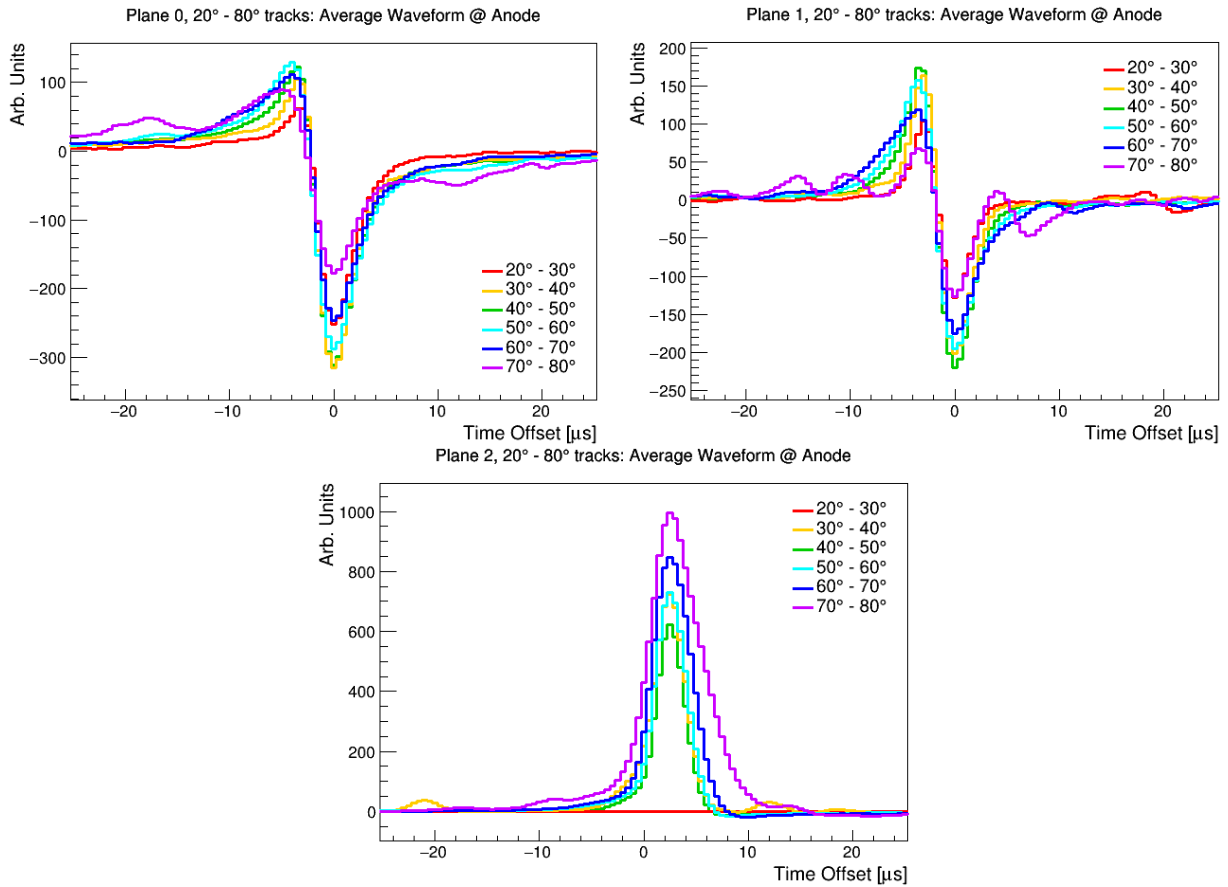 Plane 0, 20° - 80° tracks: Average Waveform @ Anode
Arb. Units
100
0
−100
−200
−300
20° - 30°
30° - 40°
40° - 50°
50° - 60°
60° - 70°
70° - 80°
−20
−10
0
10
20
Time Offset [μs]
Plane 1, 20° - 80° tracks: Average Waveform @ Anode
Arb. Units
200
150
100
50
0
−50
−100
−150
−200
−250
20° - 30°
30° - 40°
40° - 50°
50° - 60°
60° - 70°
70° - 80°
−20
−10
0
10
20
Time Offset [μs]
Plane 2, 20° - 80° tracks: Average Waveform @ Anode
Arb. Units
1000
800
600
400
200
0
20° - 30°
30° - 40°
40° - 50°
50° - 60°
60° - 70°
70° - 80°
−20
−10
0
10
20
Time Offset [μs]